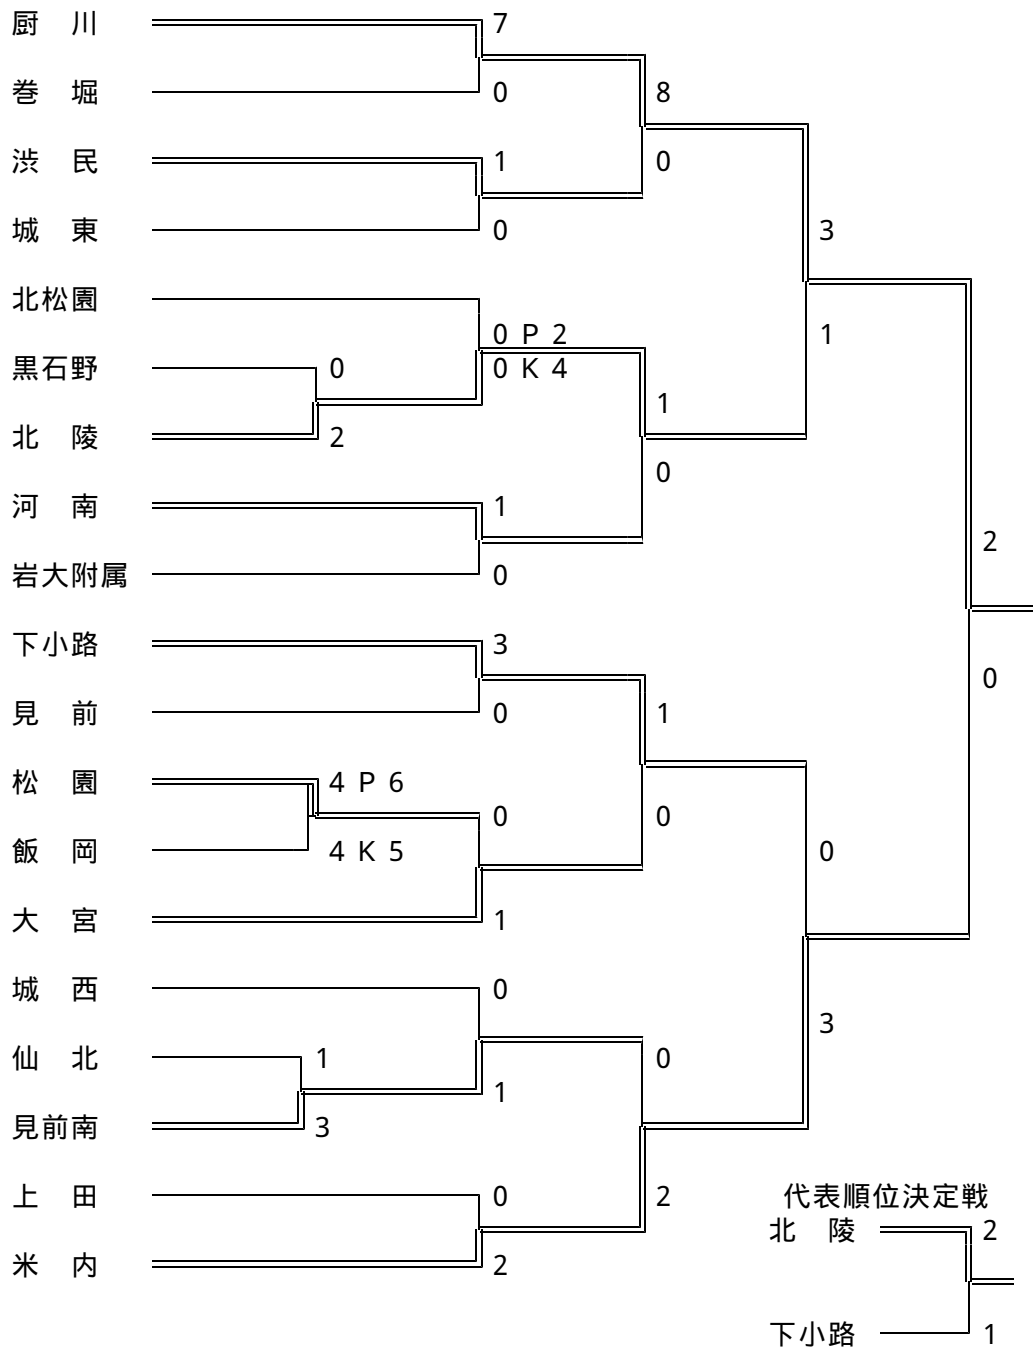 厨　川 7
巻　堀 0 8
渋　民 1 0
城　東 0 3
北松園
0 P 2 1
黒石野 0 0 K 4
1
北　陵 2
0
河　南 1
2
岩大附属 0
下小路 3
0
見　前 0 1
松　園 4 P 6
0 0
飯　岡 4 K 5 0
大　宮 1
城　西 0
3
仙　北 1 0
1
見前南 3
上　田 0 2 代表順位決定戦
北　陵 2
米　内 2
下小路 1